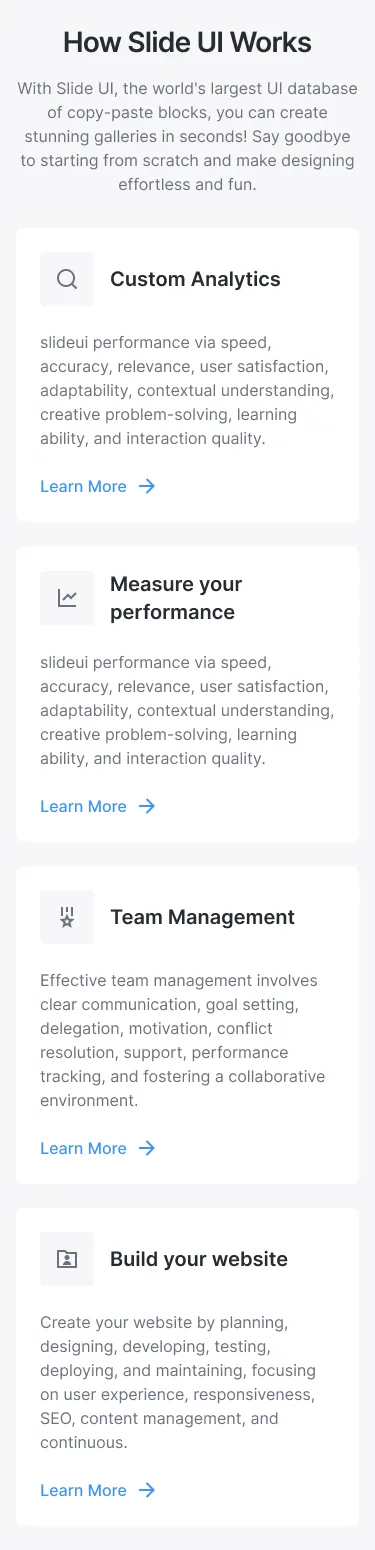 How Slide UI Works
With Slide UI, the world's largest UI database
of copy-paste blocks, you can create
stunning galleries in seconds! Say goodbye
to starting from scratch and make designing
effortless and fun.
Custom Analytics
slideui performance via speed,
accuracy, relevance, user satisfaction,
adaptability, contextual understanding,
creative problem-solving, learning
ability, and interaction quality.
Learn More
Measure your
performance
slideui performance via speed,
accuracy, relevance, user satisfaction,
adaptability, contextual understanding,
creative problem-solving, learning
ability, and interaction quality.
Learn More
Team Management
Effective team management involves
clear communication, goal setting,
delegation, motivation, conflict
resolution, support, performance
tracking, and fostering a collaborative
environment.
Learn More
Build your website
Create your website by planning,
designing, developing, testing,
deploying, and maintaining, focusing
on user experience, responsiveness,
SEO, content management, and
continuous.
Learn More